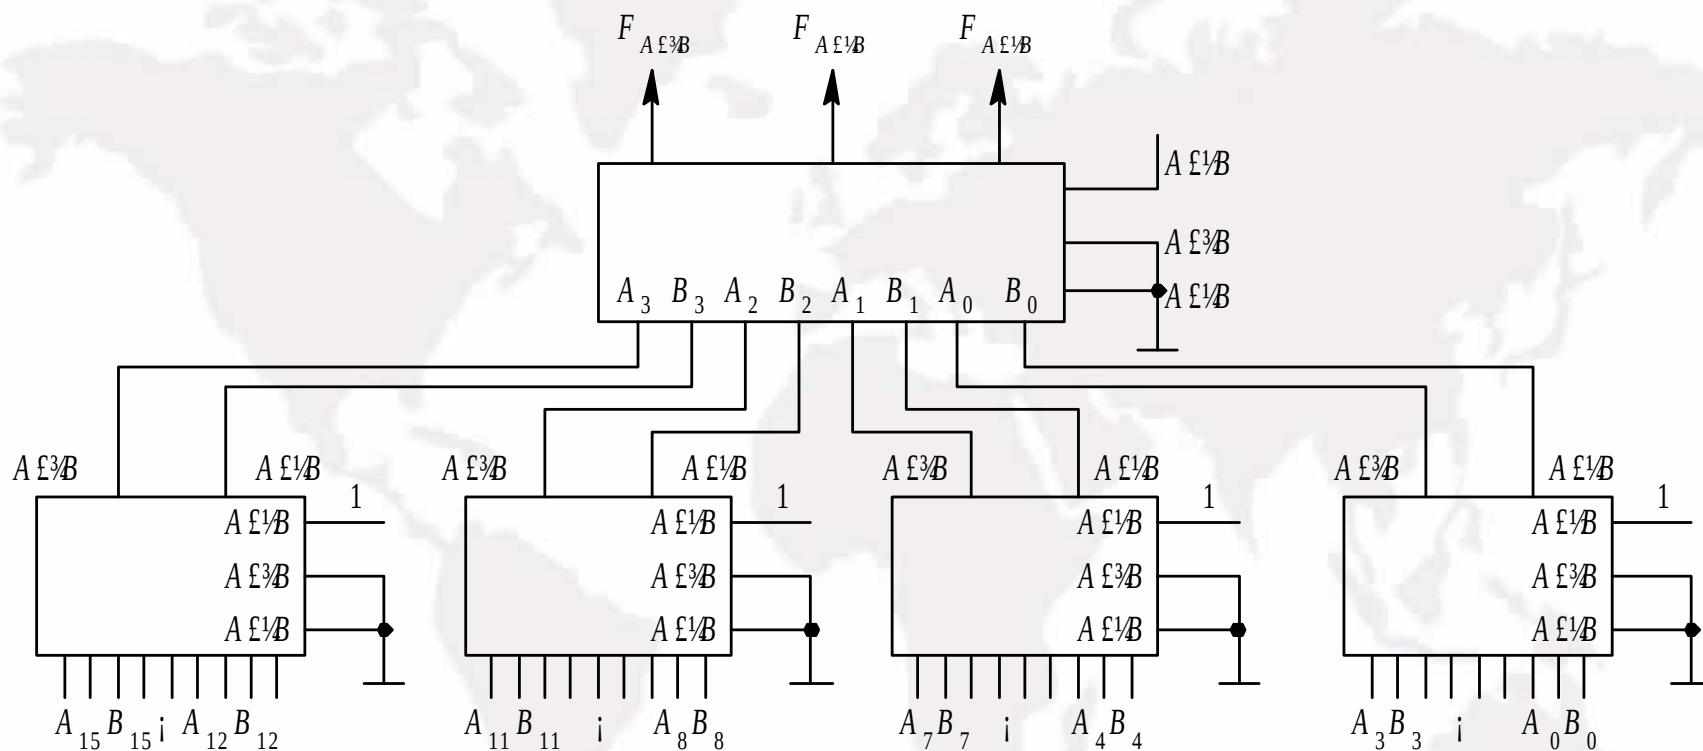 F A£¾B F A£¼B F A£½B
A£½B
A£¾B
A3 B3 A2 B2 A1 B1 A0 B0 A£¼B
A£¾B A£¼B A£¾B A£¼B A£¾B A£¼B A£¾B A£¼B
1 1 1 1
A£½B A£½B A£½B A£½B
A£¾B A£¾B A£¾B A£¾B
A£¼B A£¼B A£¼B A£¼B
A15 B15 ¡ A12 B12 A11 B11 ¡ A8 B8 A7 B7 ¡ A4 B4 A3 B3 ¡ A0 B0